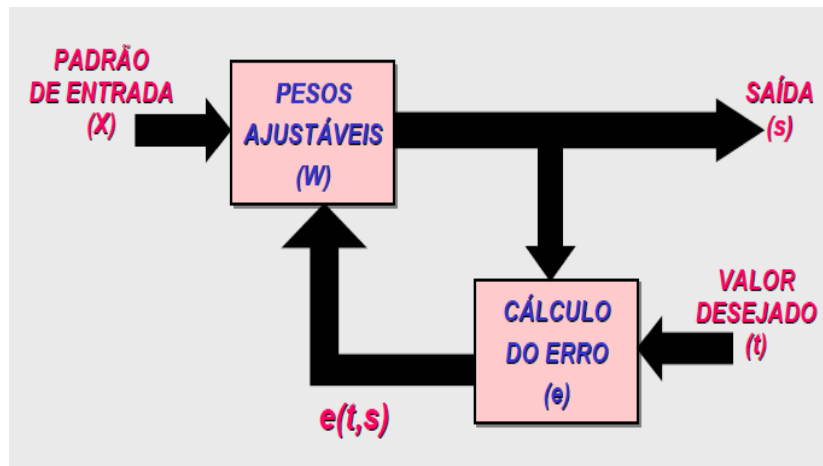 PADRÃO
DE ENTRADA
(X)
PESOS
AJUSTÁVEIS
(W)
SAÍDA
(s)
CÁLCULO
DO ERRO
(e)
VALOR
DESEJADO
(t)
e(t,s)